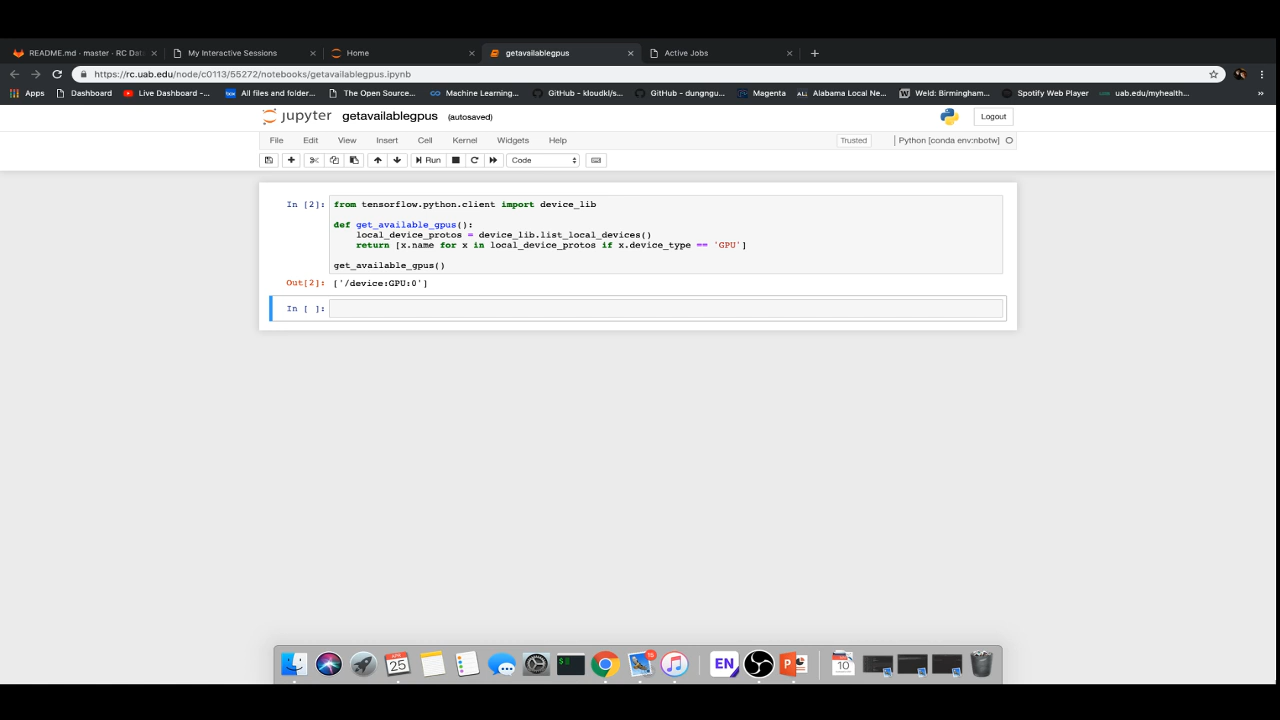 README.md · master · RC Dat
My Interactive Sessions
Home
getavailablegpus
Active Jobs
https://rc.uab.edu/node/c0113/55272/notebooks/getavailablegpus.ipynb
Apps
Dashboard
Live Dashboard -...
All files and folder...
The Open Source...
Machine Learning,...
GitHub - kloudkl/s...
GitHub - dungngu...
Magenta
ALL
Alabama Local Ne...
Weld: Birmingham...
Spotify Web Player
uab.edu/myhealth...
»
jupyter getavailablegpus (autosaved)
Logout
File Edit View Insert Cell Kernel Widgets Help
Trusted
Python [conda env:nbotw]
Run
Code
In [2]:
from tensorflow.python.client import device_lib
def get_available_gpus():
local_device_protos = device_lib.list_local_devices()
return [x.name for x in local_device_protos if x.device_type == 'GPU']
get_available_gpus()
Out[2]: ['/device:GPU:0']
In [ ]:
APR
25
EN
P
10